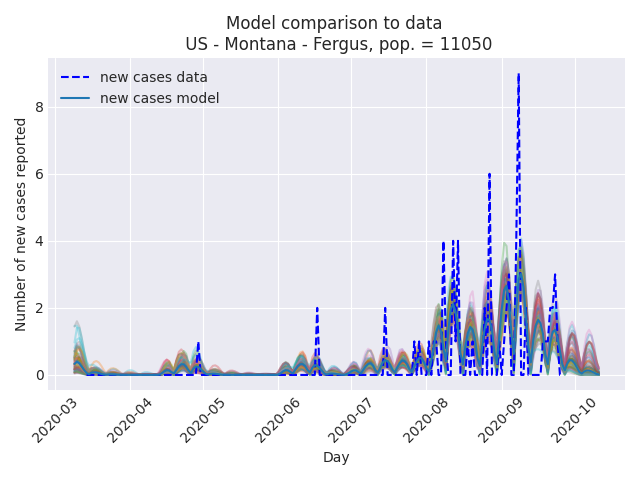 Model comparison to data
US - Montana - Fergus, pop. = 11050
new cases data
new cases model
Number of new cases reported
8
6
4
2
0
2020-03
2020-04
2020-05
2020-06
2020-07
2020-08
2020-09
2020-10
Day